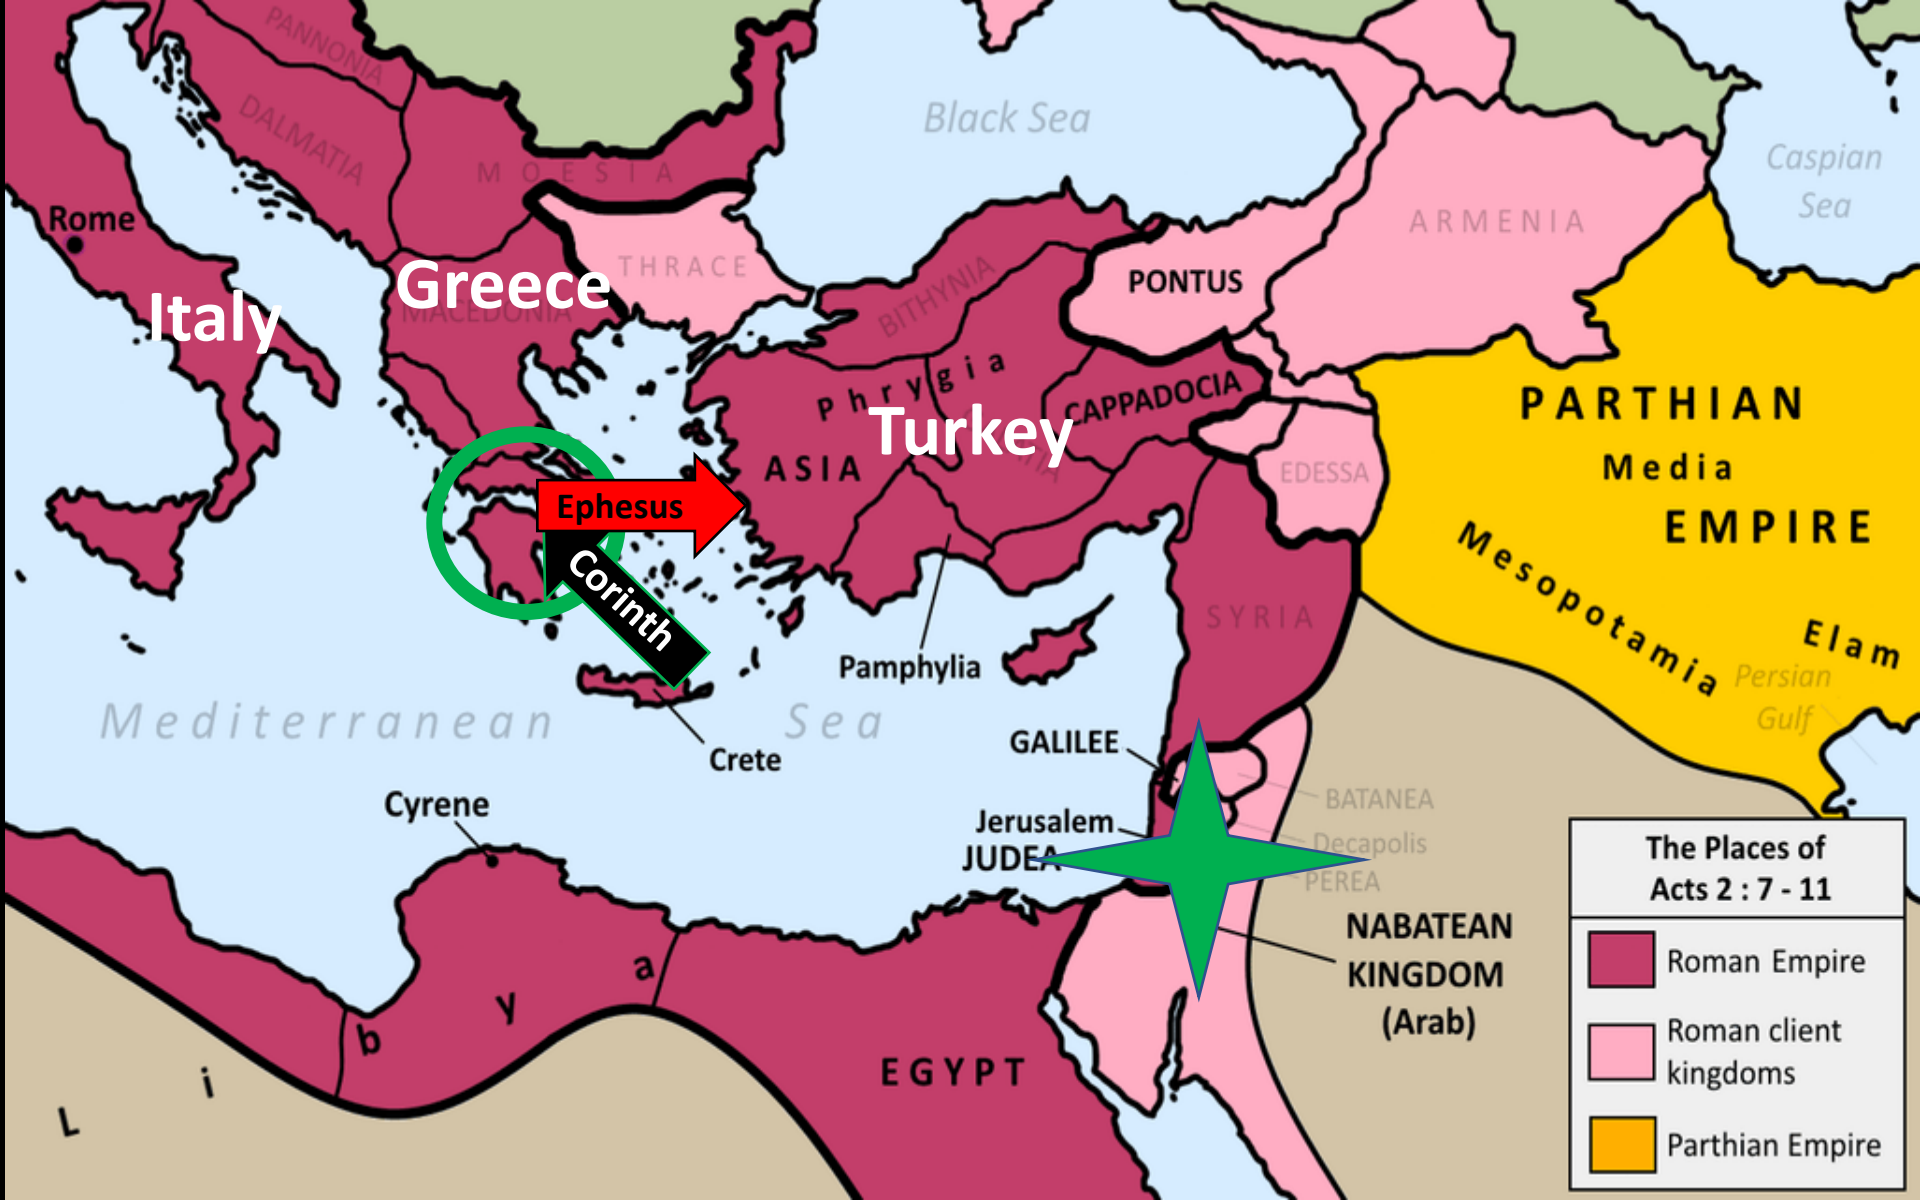 PANNONIA
DALMATIA
MOESIA
Black Sea
Caspian
Sea
Rome
Italy
Greece
MACEDONIA
THRACE
BITHYNIA
PONTUS
ARMENIA
Phrygia
CAPPADOCIA
Turkey
ASIA
EDESSA
PARTHIAN
Media
EMPIRE
Mesopotamia
Elam
Persian
Gulf
Ephesus
Corinth
SYRIA
Pamphylia
Mediterranean Sea
Crete
Cyrene
GALILEE
Jerusalem
JUDEA
BATANEA
Decapolis
PEREA
NABATEAN
KINGDOM
(Arab)
Libya
EGYPT
The Places of
Acts 2 : 7 - 11
Roman Empire
Roman client
kingdoms
Parthian Empire